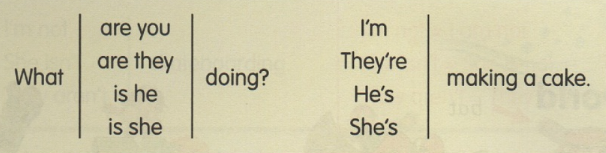 What
are you
are they
is he
is she
doing?
I'm
They're
He's
She's
making a cake.